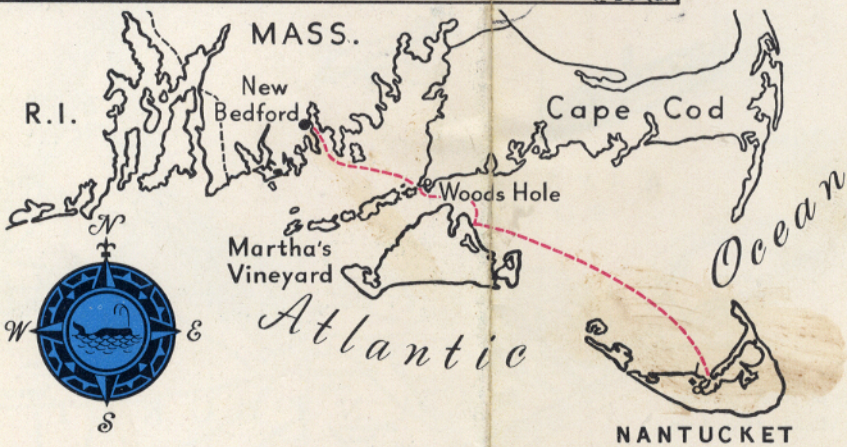 MASS.
R.I.
New
Bedford
Cape Cod
Woods Hole
Martha's
Vineyard
Atlantic Ocean
N
W
E
S
NANTUCKET